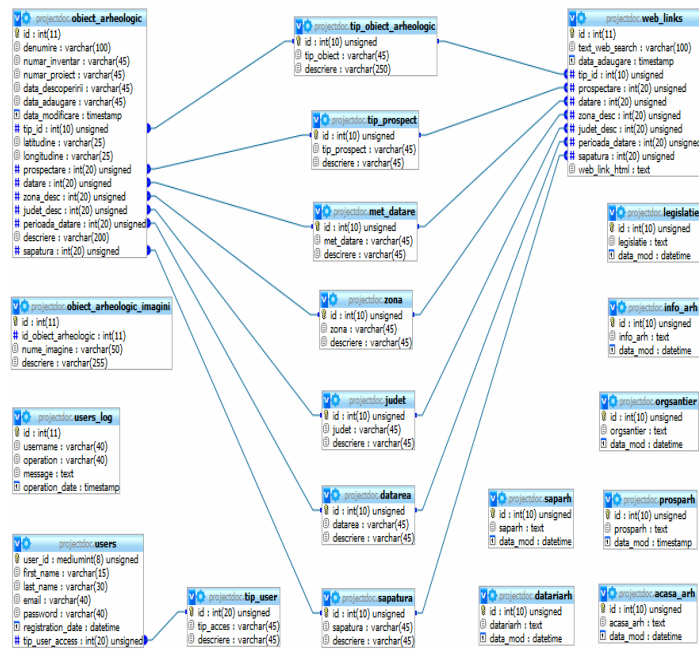 projectdoc.obiect_arheologic
id : int(11)
denumire : varchar(100)
numar_inventar : varchar(45)
numar_proiect : varchar(45)
data_descoperirii : varchar(45)
data_adaugare : varchar(45)
data_modificare : timestamp
# tip_id : int(10) unsigned
latitudine : varchar(25)
longitudine : varchar(25)
# prospectare : int(20) unsigned
# datare : int(20) unsigned
# zona_desc : int(20) unsigned
# judet_desc : int(20) unsigned
# perioada_datare : int(20) unsigned
descriere : varchar(200)
# sapatura : int(20) unsigned
projectdoc.obiect_arheologic_imagini
id : int(11)
# id_obiect_arheologic : int(11)
nume_imagine : varchar(50)
descriere : varchar(255)
projectdoc.users_log
id : int(11)
username : varchar(40)
operation : varchar(40)
message : text
operation_date : timestamp
projectdoc.users
user_id : mediumint(8) unsigned
first_name : varchar(15)
last_name : varchar(30)
email : varchar(40)
password : varchar(40)
registration_date : datetime
# tip_user_access : int(20) unsigned
projectdoc.tip_user
id : int(20) unsigned
tip_acces : varchar(45)
descriere : varchar(45)
projectdoc.tip_obiect_arheologic
id : int(10) unsigned
tip_obiect : varchar(45)
descriere : varchar(250)
projectdoc.tip_prospect
id : int(10) unsigned
tip_prospect : varchar(45)
descriere : varchar(45)
projectdoc.met_datare
id : int(10) unsigned
met_datare : varchar(45)
descirere : varchar(45)
projectdoc.zona
id : int(10) unsigned
zona : varchar(45)
descriere : varchar(45)
projectdoc.judet
id : int(10) unsigned
judet : varchar(45)
descriere : varchar(45)
projectdoc.datarea
id : int(10) unsigned
datarea : varchar(45)
descriere : varchar(45)
projectdoc.sapatura
id : int(10) unsigned
sapatura : varchar(45)
descriere : varchar(45)
projectdoc.web_links
id : int(11)
text_web_search : varchar(100)
data_adaugare : timestamp
# tip_id : int(10) unsigned
# prospectare : int(20) unsigned
# datare : int(20) unsigned
# zona_desc : int(20) unsigned
# judet_desc : int(20) unsigned
# perioada_datare : int(20) unsigned
# sapatura : int(20) unsigned
web_link_html : text
projectdoc.legislatie
id : int(10) unsigned
legislatie : text
data_mod : datetime
projectdoc.info_arh
id : int(10) unsigned
info_arh : text
data_mod : datetime
projectdoc.orgsantier
id : int(10) unsigned
orgsantier : text
data_mod : datetime
projectdoc.saparh
id : int(10) unsigned
saparh : text
data_mod : datetime
projectdoc.prosparh
id : int(10) unsigned
prosparh : text
data_mod : timestamp
projectdoc.datariarh
id : int(10) unsigned
datariarh : text
data_mod : datetime
projectdoc.acasa_arh
id : int(10) unsigned
acasa_arh : text
data_mod : datetime